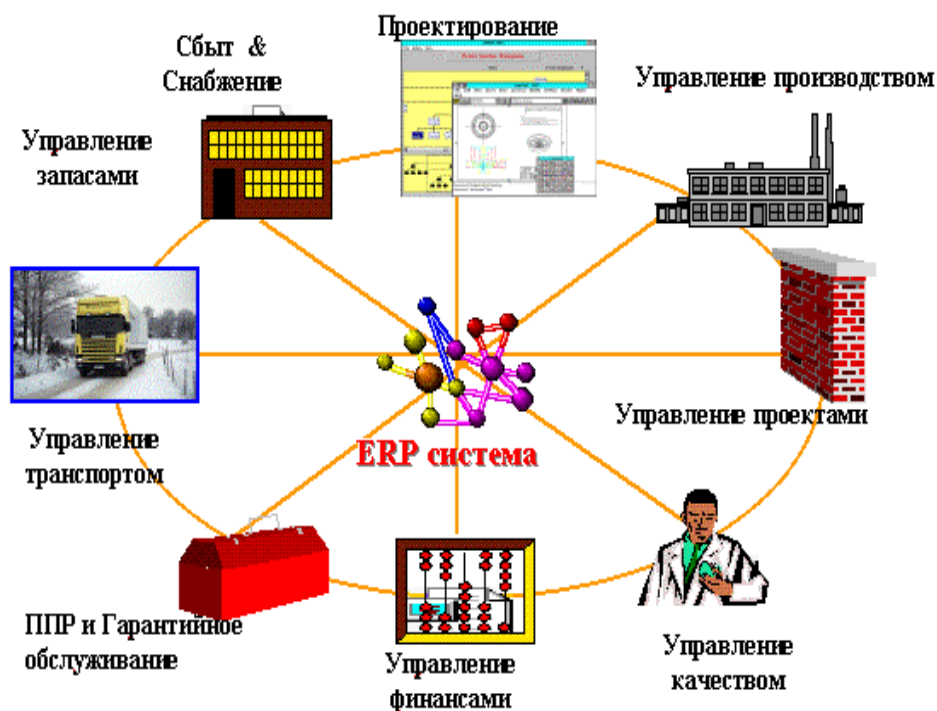 Проектирование
Сбыт &
Снабжение
Управление производством
Управление
запасами
Управление проектами
Управление
транспортом
ERP система
ППР и Гарантийное
обслуживание
Управление
финансами
Управление
качеством